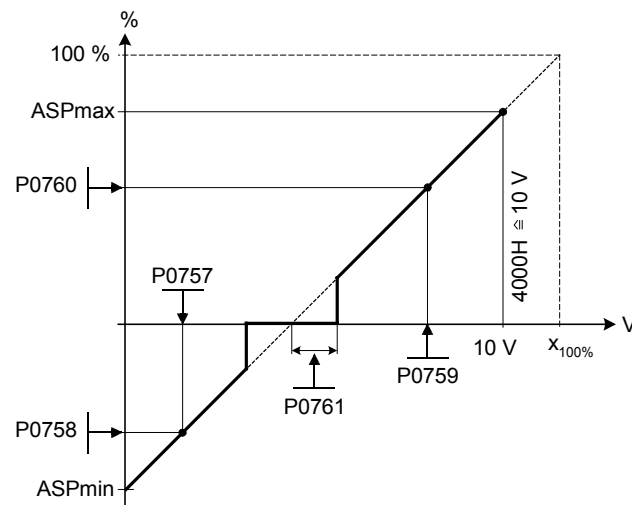 %
100 %
ASPmax
P0760
4000H ≙ 10 V
P0757
V
10 V
x100%
P0759
P0761
P0758
ASPmin